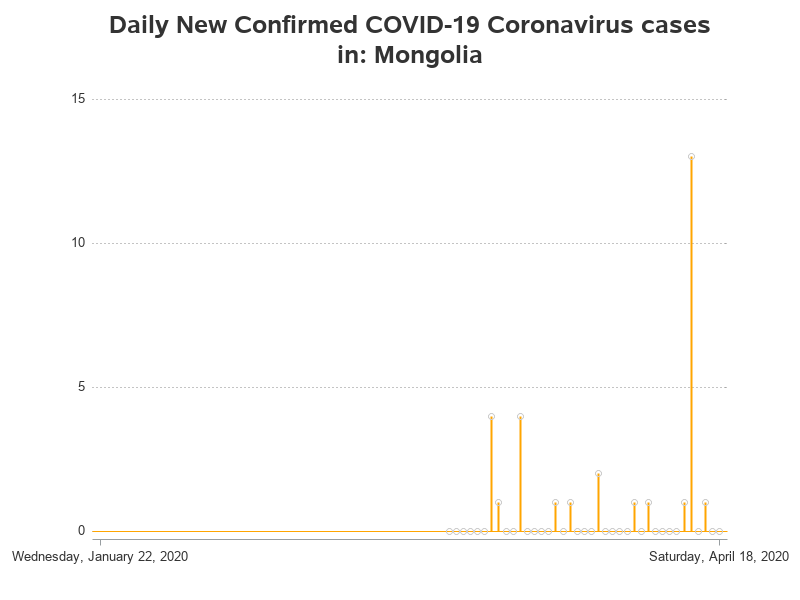 Daily New Confirmed COVID-19 Coronavirus cases
in: Mongolia
15
10
5
0
Wednesday, January 22, 2020
Saturday, April 18, 2020